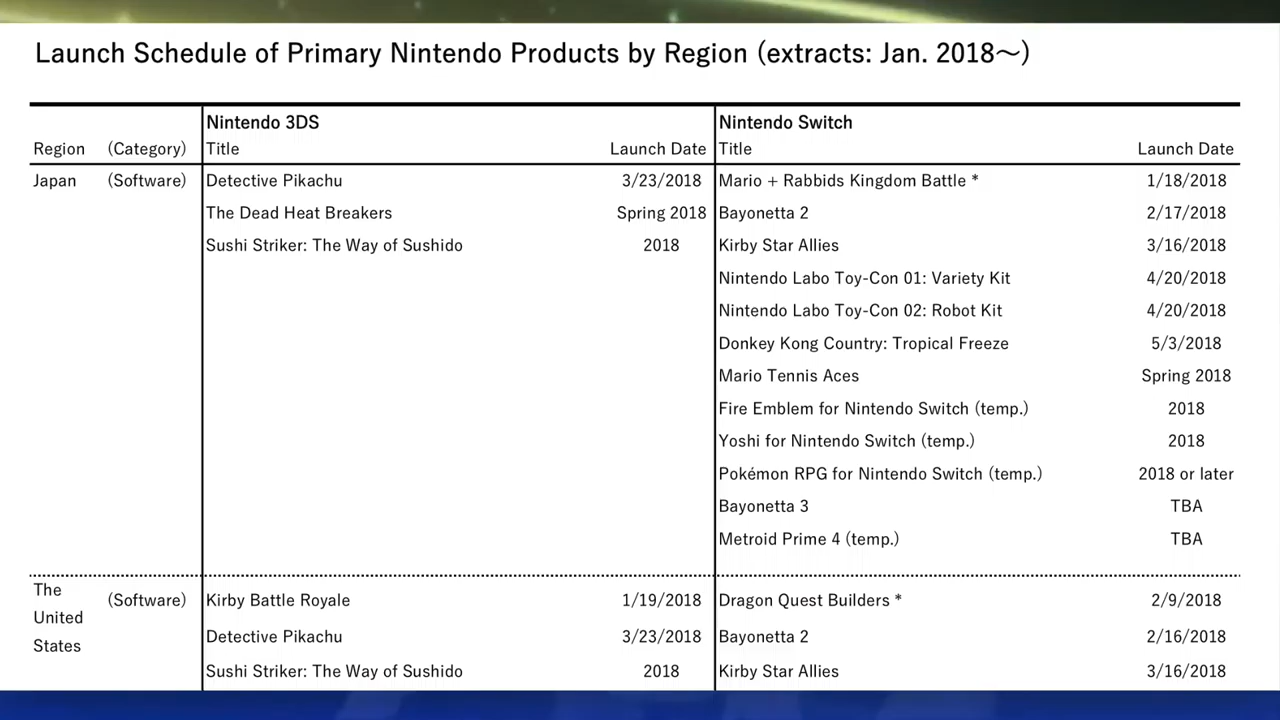 Launch Schedule of Primary Nintendo Products by Region (extracts: Jan. 2018～)
Nintendo 3DS Nintendo Switch
Region (Category) Title Launch Date Title Launch Date
Japan (Software) Detective Pikachu 3/23/2018 Mario + Rabbids Kingdom Battle * 1/18/2018
The Dead Heat Breakers Spring 2018 Bayonetta 2 2/17/2018
Sushi Striker: The Way of Sushido 2018 Kirby Star Allies 3/16/2018
Nintendo Labo Toy-Con 01: Variety Kit 4/20/2018
Nintendo Labo Toy-Con 02: Robot Kit 4/20/2018
Donkey Kong Country: Tropical Freeze 5/3/2018
Mario Tennis Aces Spring 2018
Fire Emblem for Nintendo Switch (temp.) 2018
Yoshi for Nintendo Switch (temp.) 2018
Pokémon RPG for Nintendo Switch (temp.) 2018 or later
Bayonetta 3 TBA
Metroid Prime 4 (temp.) TBA
The United States (Software) Kirby Battle Royale 1/19/2018 Dragon Quest Builders * 2/9/2018
Detective Pikachu 3/23/2018 Bayonetta 2 2/16/2018
Sushi Striker: The Way of Sushido 2018 Kirby Star Allies 3/16/2018